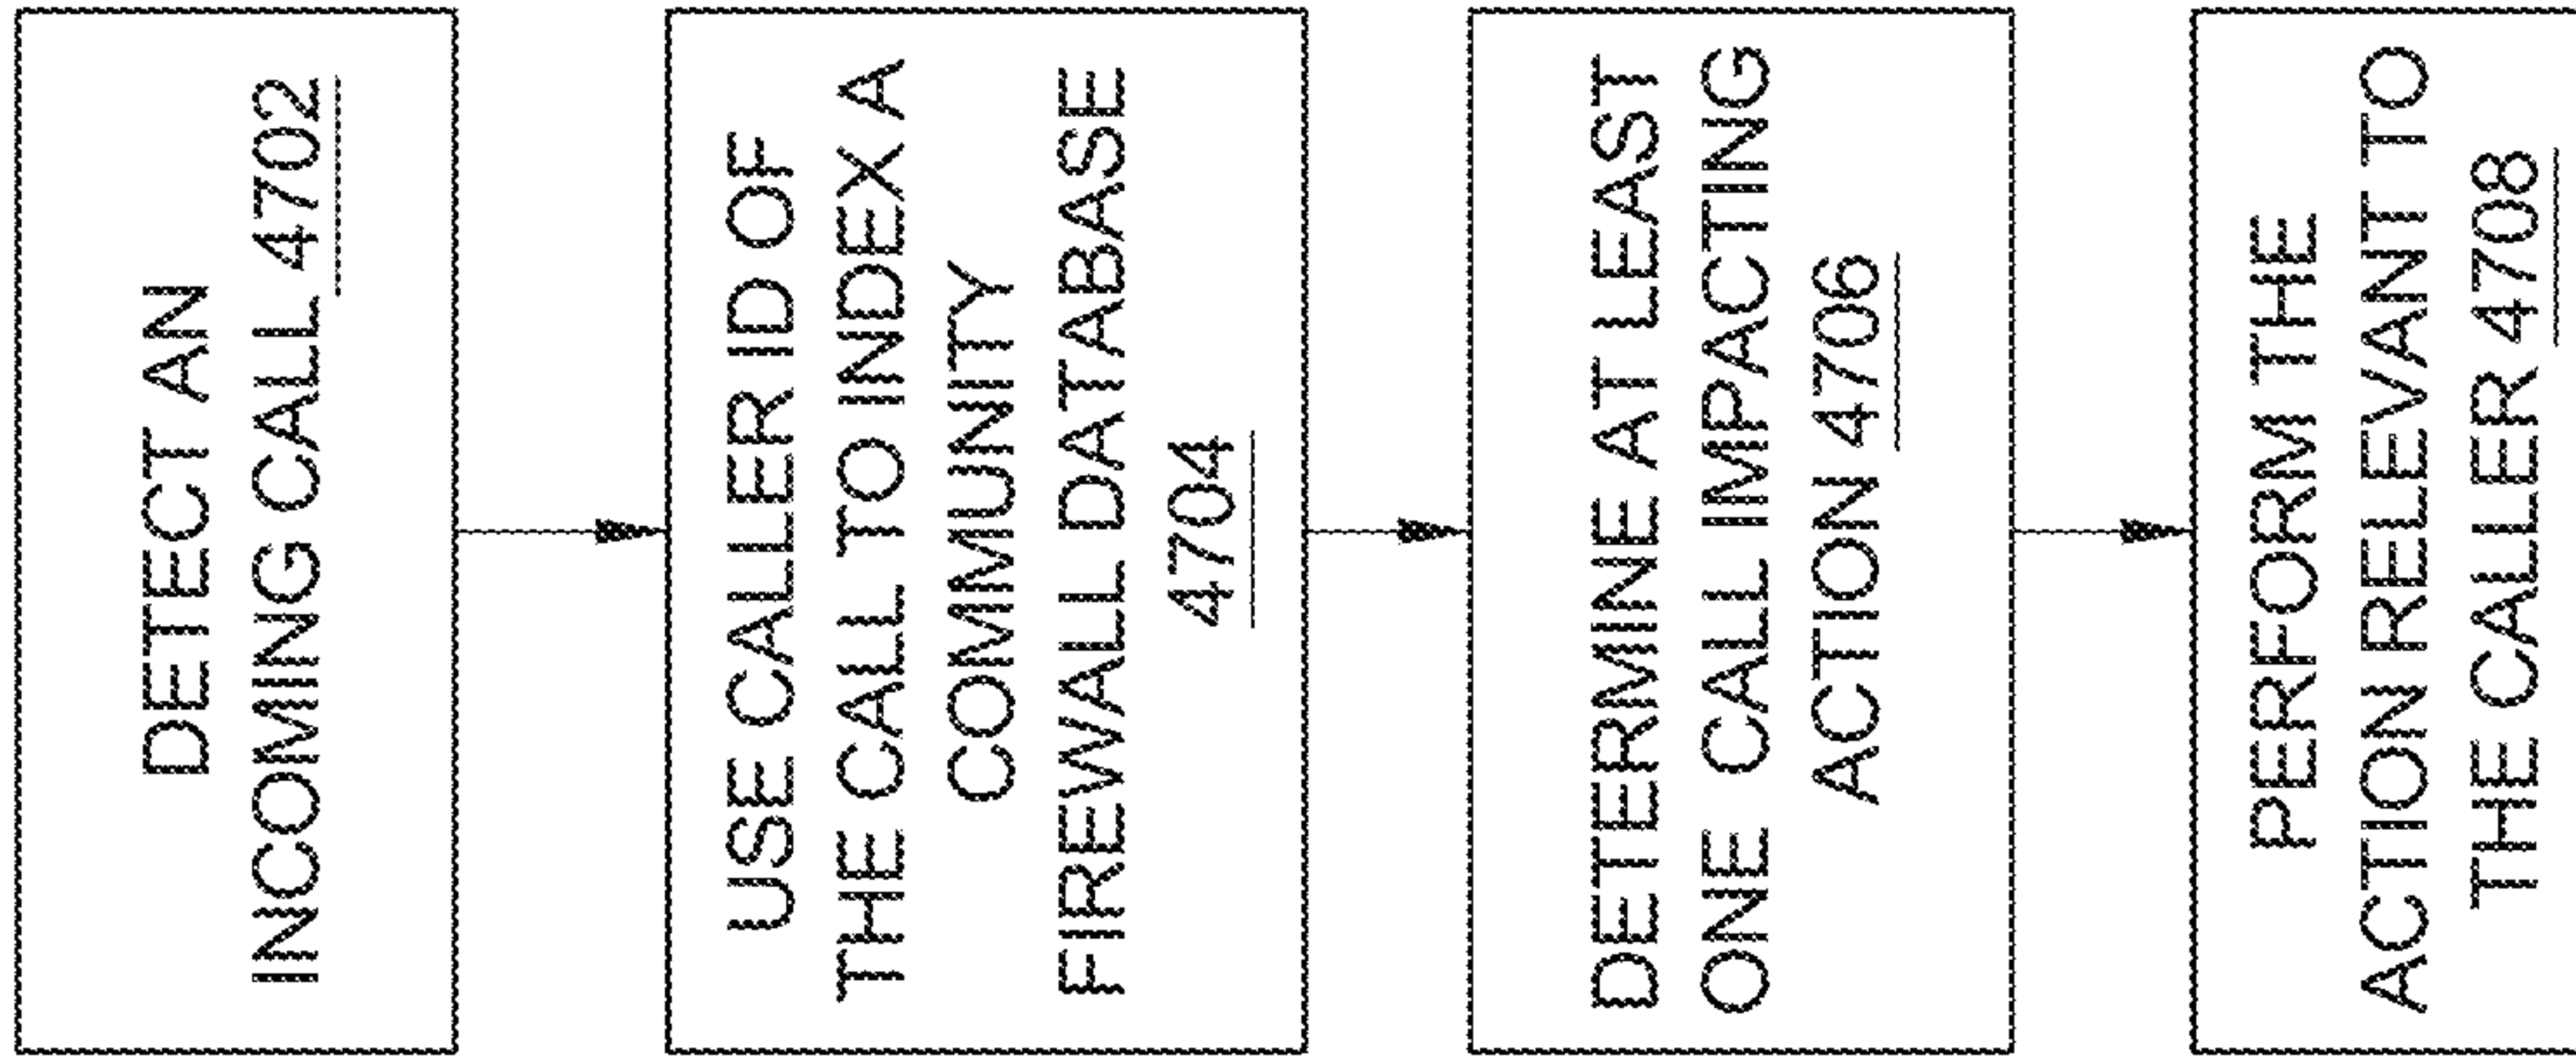 DETECT AN
INCOMING CALL 4702
USE CALLER ID OF
THE CALL TO INDEX A
COMMUNITY
FIREWALL DATABASE
4704
DETERMINE AT LEAST
ONE CALL IMPACTING
ACTION 4706
PERFORM THE
ACTION RELEVANT TO
THE CALLER 4708